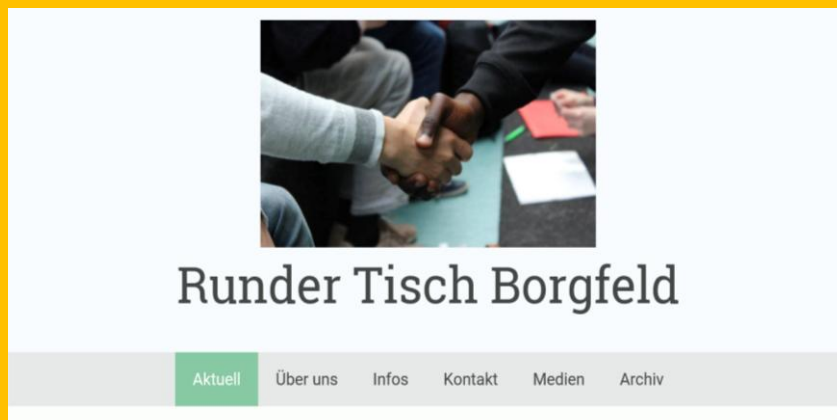 Runder Tisch Borgfeld
Aktuell Über uns Infos Kontakt Medien Archiv